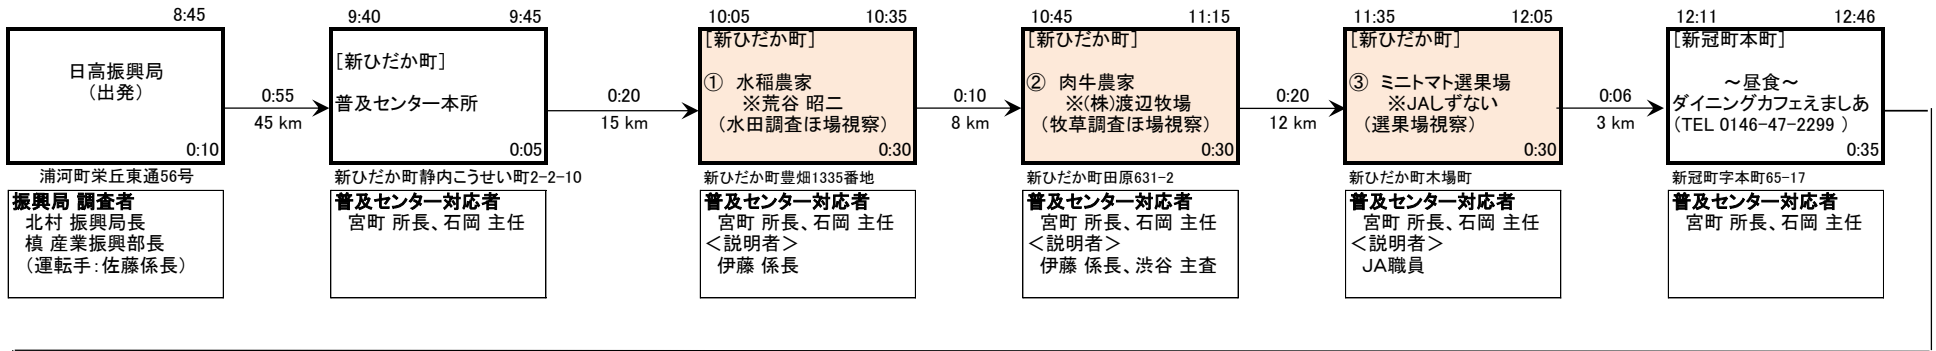 8:45
日高振興局
（出発）
0:10
浦河町栄丘東通56号
振興局 調査者
北村 振興局長
槙 産業振興部長
（運転手：佐藤係長）
0:55
45 km
9:40 9:45
[新ひだか町]
普及センター本所
0:05
新ひだか町静内こうせい町2-2-10
普及センター対応者
宮町 所長、石岡 主任
0:20
15 km
10:05 10:35
[新ひだか町]
① 水稲農家
※荒谷 昭二
（水田調査ほ場視察）
0:30
新ひだか町豊畑1335番地
普及センター対応者
宮町 所長、石岡 主任
＜説明者＞
伊藤 係長
0:10
8 km
10:45 11:15
[新ひだか町]
② 肉牛農家
※(株)渡辺牧場
（牧草調査ほ場視察）
0:30
新ひだか町田原631-2
普及センター対応者
宮町 所長、石岡 主任
＜説明者＞
伊藤 係長、渋谷 主査
0:20
12 km
11:35 12:05
[新ひだか町]
③ ミニトマト選果場
※JAしずない
（選果場視察）
0:30
新ひだか町木場町
普及センター対応者
宮町 所長、石岡 主任
＜説明者＞
JA職員
0:06
3 km
12:11 12:46
[新冠町本町]
～昼食～
ダイニングカフェえましあ
（TEL 0146-47-2299 ）
0:35
新冠町字本町65-17
普及センター対応者
宮町 所長、石岡 主任